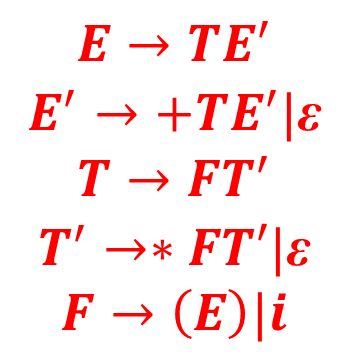 E → TE′
E′ → +TE′|ε
T → FT′
T′ →* FT′|ε
F → (E)|i